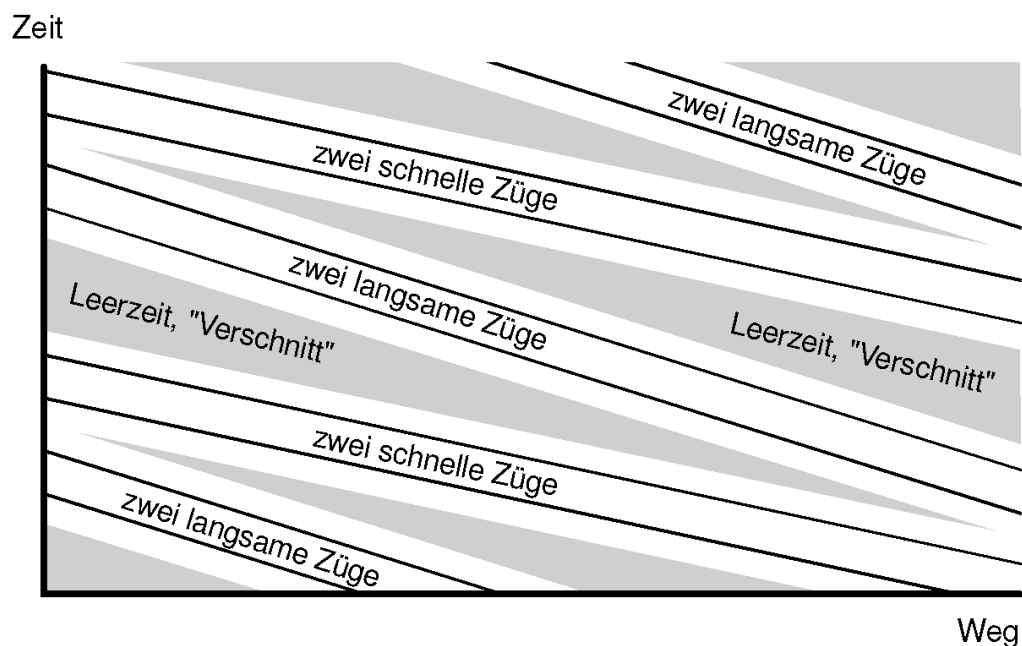 Zeit
zwei langsame Züge
zwei schnelle Züge
zwei langsame Züge
Leerzeit, "Verschnitt"
Leerzeit, "Verschnitt"
zwei schnelle Züge
zwei langsame Züge
Weg